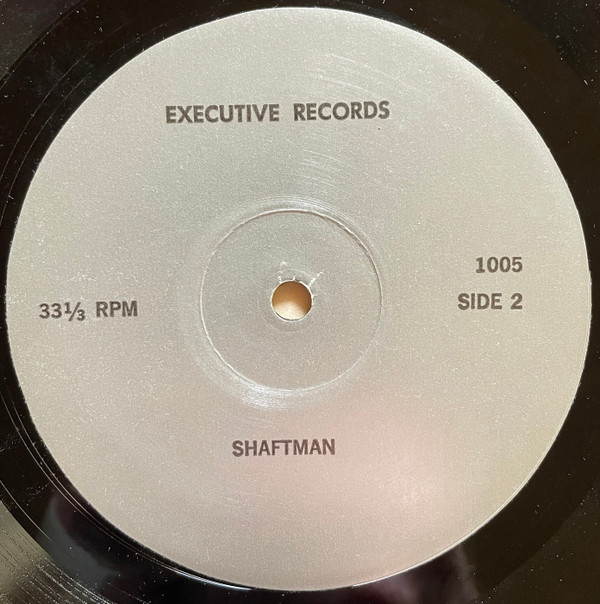 EXECUTIVE RECORDS
1005
33⅓ RPM
SIDE 2
SHAFTMAN